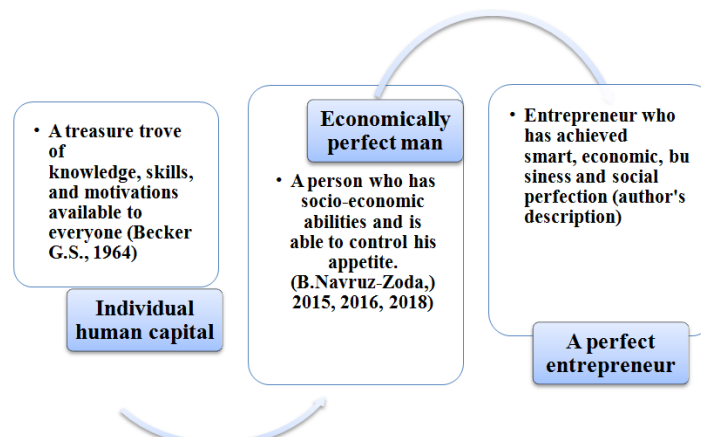 • A treasure trove
of
knowledge, skills,
and motivations
available to
everyone (Becker
G.S., 1964)
Individual
human capital
Economically
perfect man
• A person who has
socio-economic
abilities and is
able to control his
appetite.
(B.Navruz-Zoda,)
2015, 2016, 2018)
• Entrepreneur who
has achieved
smart, economic, bu
siness and social
perfection (author's
description)
A perfect
entrepreneur